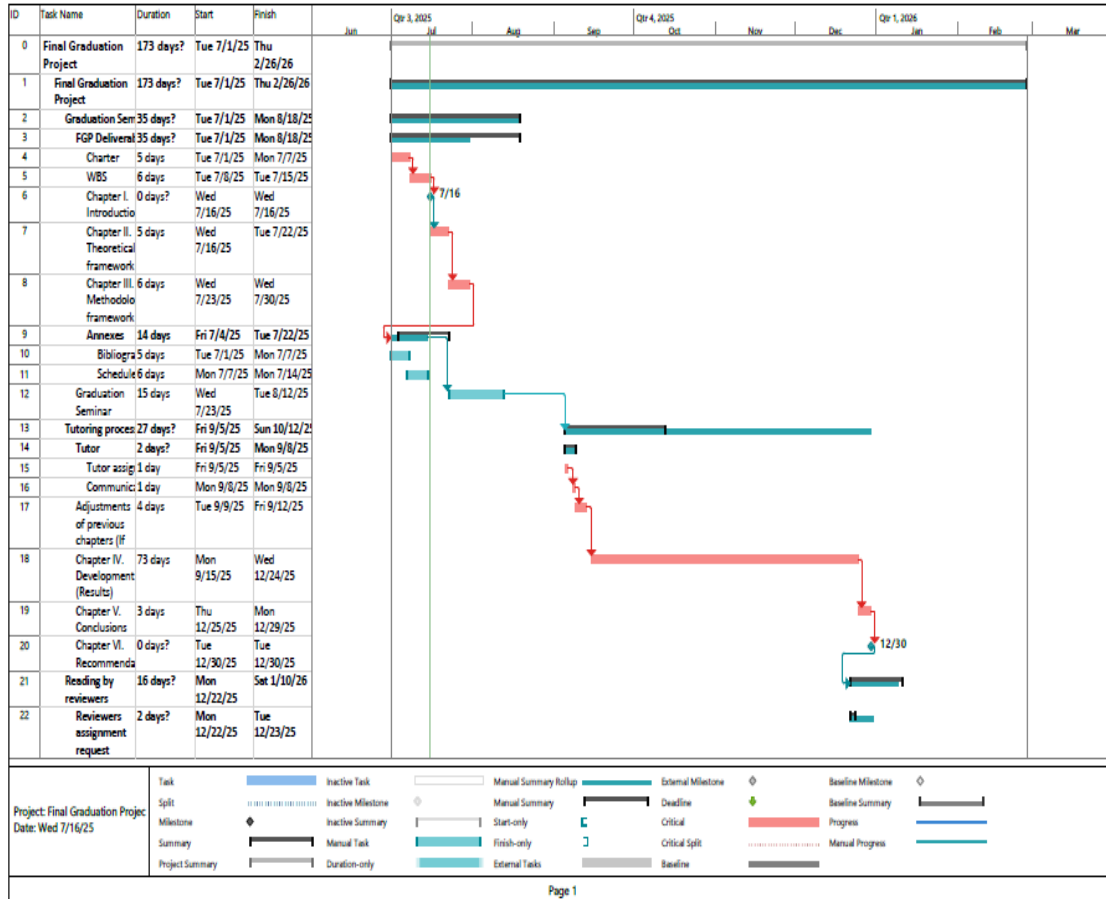 ID Task Name Duration Start Finish
Qtr 3, 2025 Qtr 4, 2025 Qtr 1, 2026
Jun Jul Aug Sep Oct Nov Dec Jan Feb Mar
0 Final Graduation 173 days? Tue 7/1/25 Thu
Project 2/26/26
1 Final Graduation 173 days? Tue 7/1/25 Thu 2/26/26
Project
2 Graduation Sem 35 days? Tue 7/1/25 Mon 8/18/25
3 FGP Deliveral 35 days? Tue 7/1/25 Mon 8/18/25
4 Charter 5 days Tue 7/1/25 Mon 7/7/25
5 WBS 6 days Tue 7/8/25 Tue 7/15/25
6 Chapter I. 0 days? Wed Wed
Introductio 7/16/25 7/16/25
7/16
7 Chapter II. 5 days Wed Tue 7/22/25
Theoretical 7/16/25
framework
8 Chapter III. 6 days Wed Wed
Methodolo 7/23/25 7/30/25
framework
9 Annexes 14 days Fri 7/4/25 Tue 7/22/25
10 Bibliogra 5 days Tue 7/1/25 Mon 7/7/25
11 Schedule 6 days Mon 7/7/25 Mon 7/14/25
12 Graduation 15 days Wed Tue 8/12/25
Seminar 7/23/25
13 Tutoring proces 27 days? Fri 9/5/25 Sun 10/12/25
14 Tutor 2 days? Fri 9/5/25 Mon 9/8/25
15 Tutor assig 1 day Fri 9/5/25 Fri 9/5/25
16 Communic 1 day Mon 9/8/25 Mon 9/8/25
17 Adjustments 4 days Tue 9/9/25 Fri 9/12/25
of previous
chapters (If
18 Chapter IV. 73 days Mon Wed
Development 9/15/25 12/24/25
(Results)
19 Chapter V. 3 days Thu Mon
Conclusions 12/25/25 12/29/25
20 Chapter VI. 0 days? Tue Tue
Recommenda 12/30/25 12/30/25
12/30
21 Reading by 16 days? Mon Sat 1/10/26
reviewers 12/22/25
22 Reviewers 2 days? Mon Tue
assignment 12/22/25 12/23/25
request
Project: Final Graduation Projec
Date: Wed 7/16/25
Task Inactive Task Manual Summary Rollup External Milestone Baseline Milestone
Split Inactive Milestone Manual Summary Deadline Baseline Summary
Milestone Inactive Summary Start-only Critical Progress
Summary Manual Task Finish-only Critical Split Manual Progress
Project Summary Duration-only External Tasks Baseline
Page 1